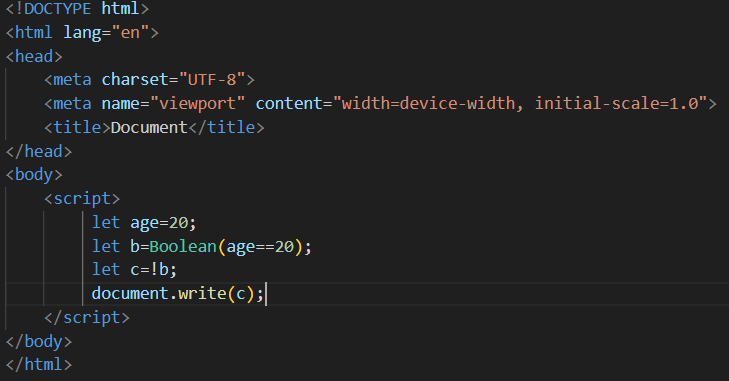 <!DOCTYPE html>
<html lang="en">
<head>
    <meta charset="UTF-8">
    <meta name="viewport" content="width=device-width, initial-scale=1.0">
    <title>Document</title>
</head>
<body>
    <script>
         let age=20;
         let b=Boolean(age==20);
         let c=!b;
         document.write(c);
    </script>
</body>
</html>